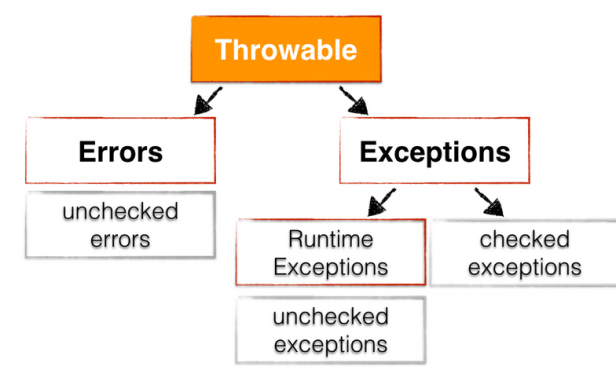 Throwable
Errors
Exceptions
unchecked
errors
Runtime
Exceptions
checked
exceptions
unchecked
exceptions